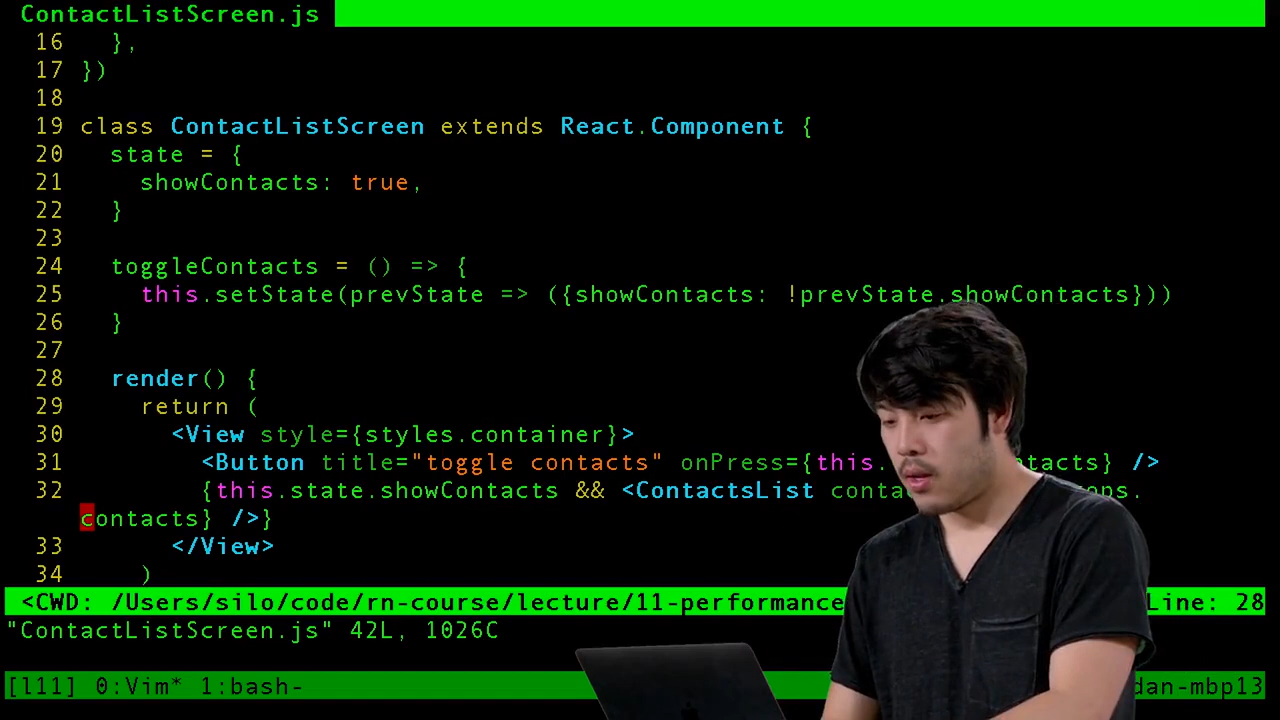 ContactListScreen.js
16 },
17 })
18
19 class ContactListScreen extends React.Component {
20 state = {
21 showContacts: true,
22 }
23
24 toggleContacts = () => {
25 this.setState(prevState => ({showContacts: !prevState.showContacts}))
26 }
27
28 render() {
29 return (
30 <View style={styles.container}>
31 <Button title="toggle contacts" onPress={this. ntacts} />
32 {this.state.showContacts && <ContactsList conta ops.
contacts} />}
33 </View>
34 )
<CWD: /Users/silo/code/rn-course/lecture/11-performance Line: 28
"ContactListScreen.js" 42L, 1026C
[l11] 0:Vim* 1:bash- dan-mbp13